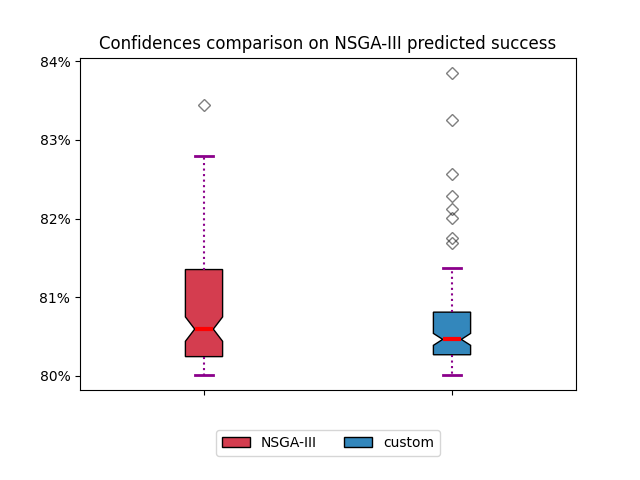 Confidences comparison on NSGA-III predicted success
84%
83%
82%
81%
80%
NSGA-III custom